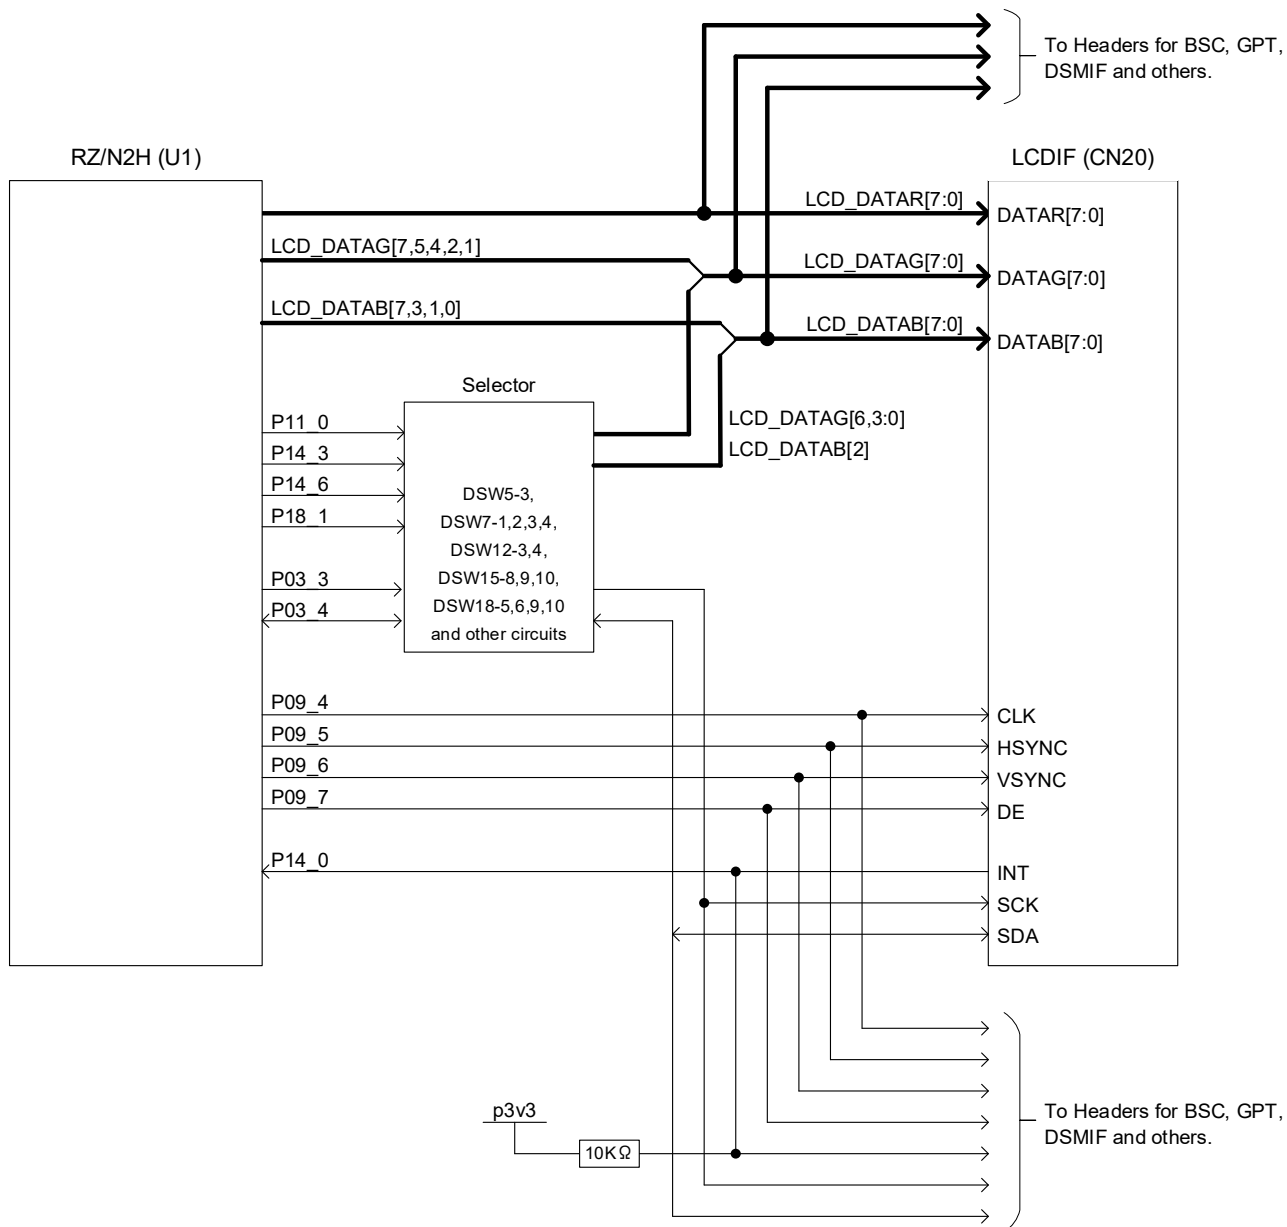 To Headers for BSC, GPT,
DSMIF and others.
RZ/N2H (U1)
LCDIF (CN20)
LCD_DATAR[7:0]
DATAR[7:0]
LCD_DATAG[7,5,4,2,1]
LCD_DATAG[7:0]
DATAG[7:0]
LCD_DATAB[7,3,1,0]
LCD_DATAB[7:0]
DATAB[7:0]
Selector
LCD_DATAG[6,3:0]
LCD_DATAB[2]
P11_0
P14_3
P14_6
P18_1
P03_3
P03_4
DSW5-3,
DSW7-1,2,3,4,
DSW12-3,4,
DSW15-8,9,10,
DSW18-5,6,9,10
and other circuits
P09_4
CLK
P09_5
HSYNC
P09_6
VSYNC
P09_7
DE
P14_0
INT
SCK
SDA
p3v3
10KΩ
To Headers for BSC, GPT,
DSMIF and others.